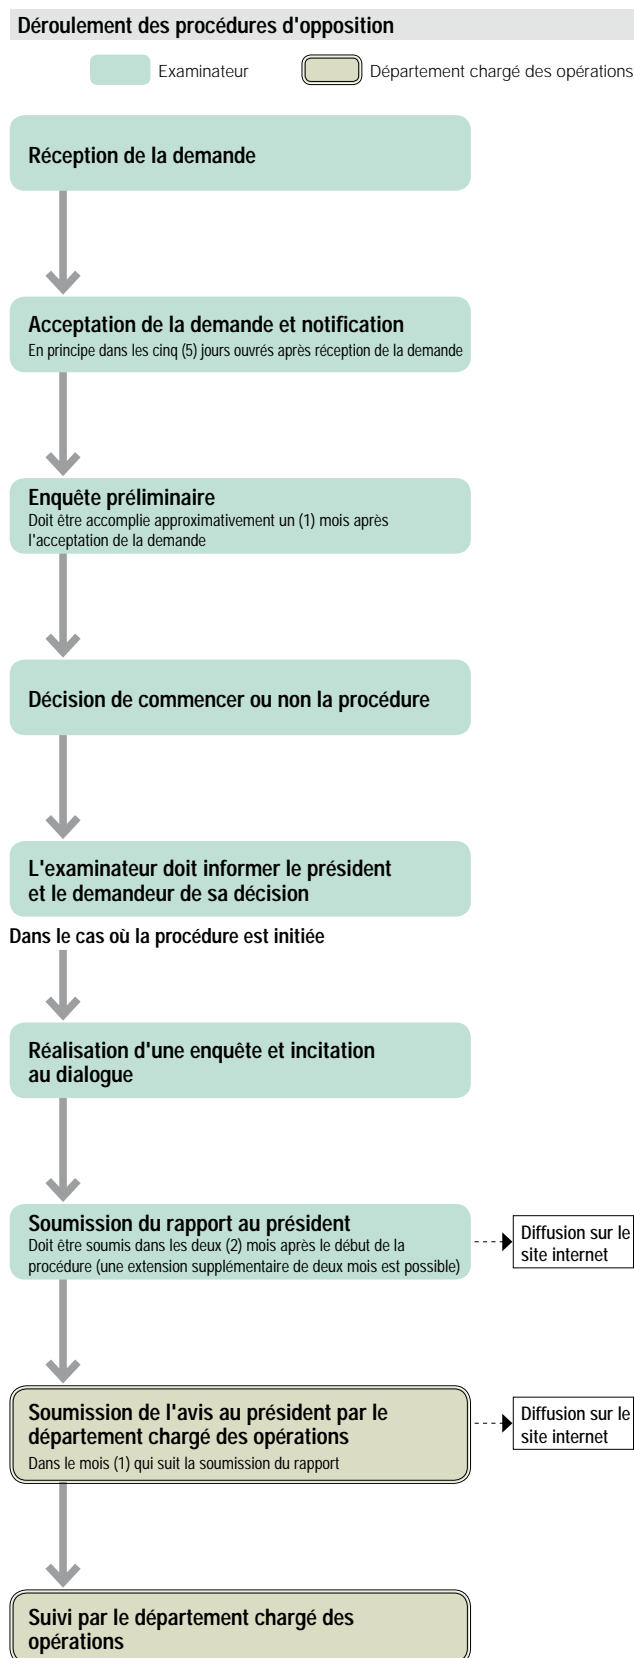 Déroulement des procédures d'opposition
Examinateur
Département chargé des opérations
Réception de la demande
Acceptation de la demande et notification
En principe dans les cinq (5) jours ouvrés après réception de la demande
Enquête préliminaire
Doit être accomplie approximativement un (1) mois après
l'acceptation de la demande
Décision de commencer ou non la procédure
L'examinateur doit informer le président
et le demandeur de sa décision
Dans le cas où la procédure est initiée
Réalisation d'une enquête et incitation
au dialogue
Soumission du rapport au président
Doit être soumis dans les deux (2) mois après le début de la
procédure (une extension supplémentaire de deux mois est possible)
Diffusion sur le
site internet
Soumission de l'avis au président par le
département chargé des opérations
Dans le mois (1) qui suit la soumission du rapport
Diffusion sur le
site internet
Suivi par le département chargé des
opérations